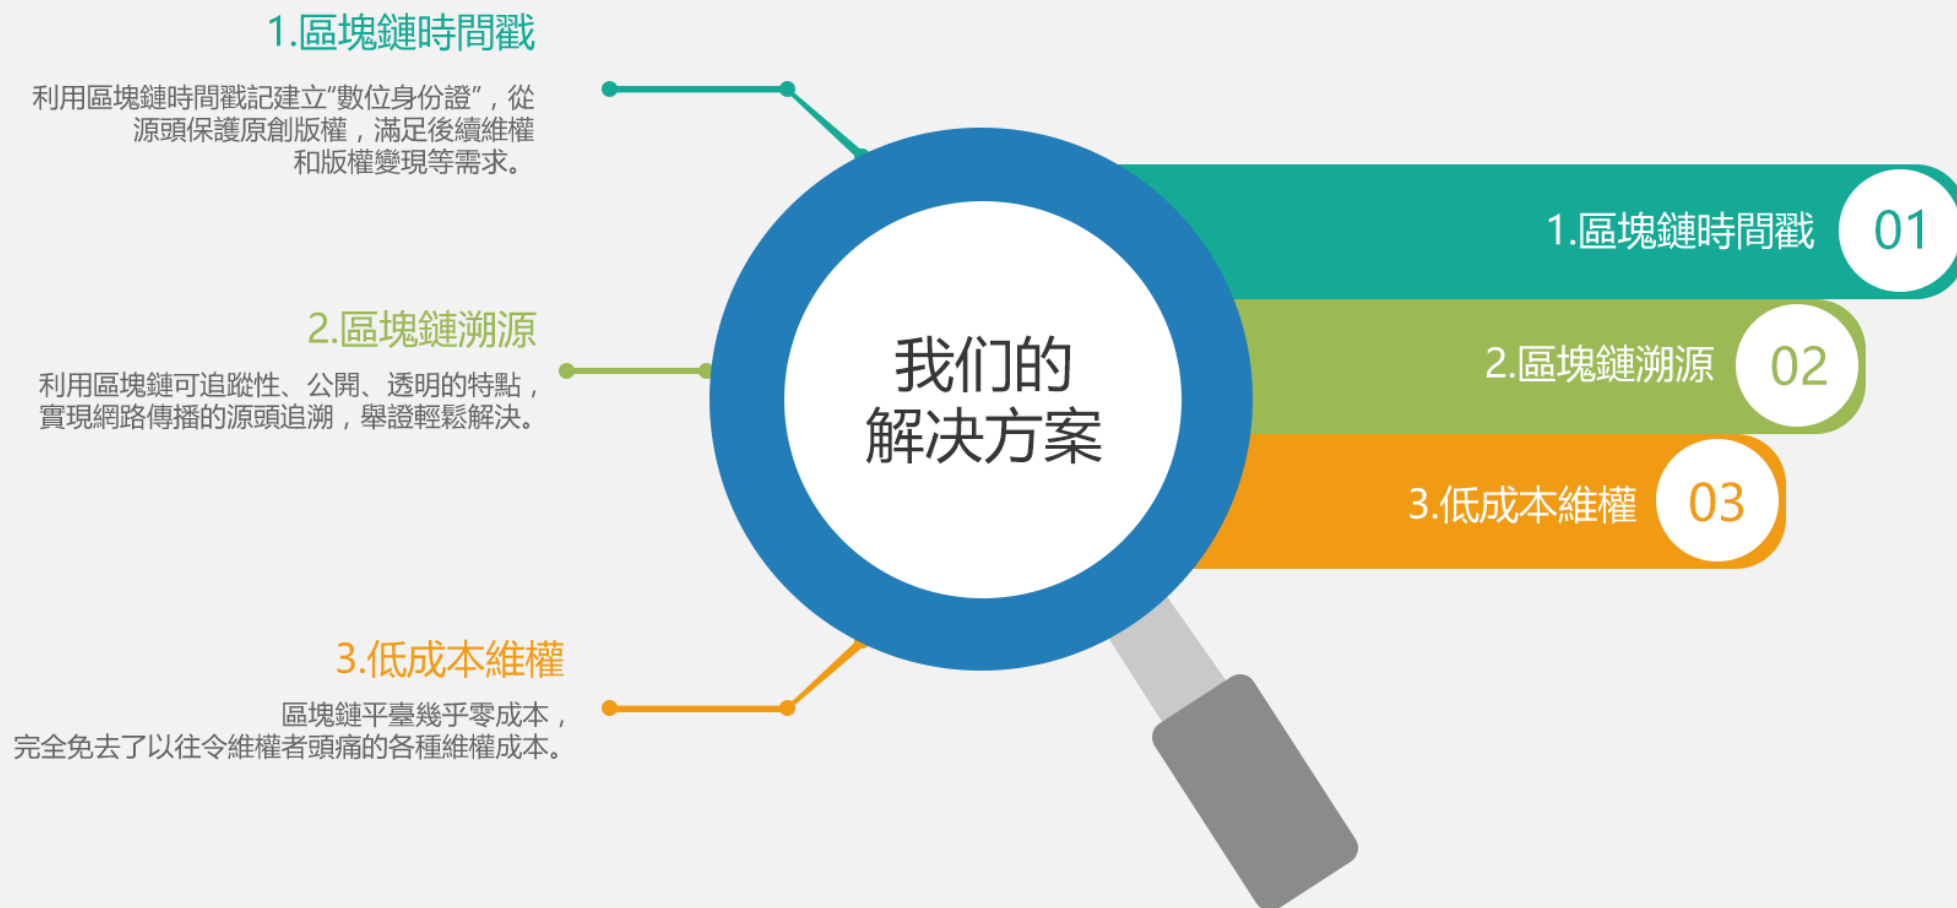 1.區塊鏈時間戳
利用區塊鏈時間戳記建立“數位身份證”，從
源頭保護原創版權，滿足後續維權
和版權變現等需求。
2.區塊鏈溯源
利用區塊鏈可追蹤性、公開、透明的特點，
實現網路傳播的源頭追溯，舉證輕鬆解決。
3.低成本維權
區塊鏈平臺幾乎零成本，
完全免去了以往令維權者頭痛的各種維權成本。
我们的
解决方案
1.區塊鏈時間戳
01
2.區塊鏈溯源
02
3.低成本維權
03